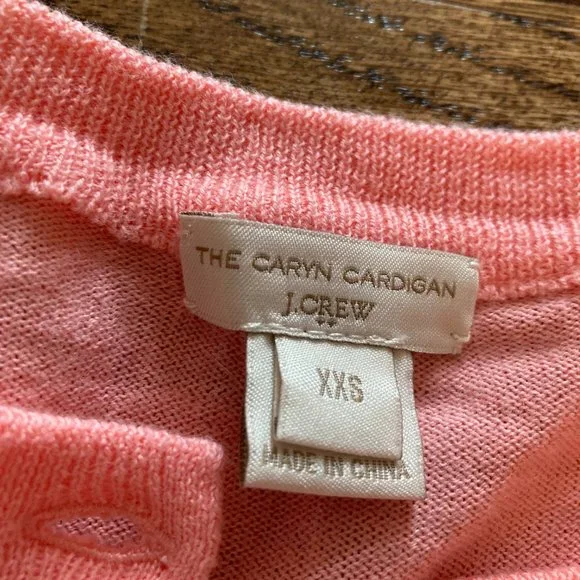 THE CARYN CARDIGAN
J.CREW
XXS
MADE IN CHINA